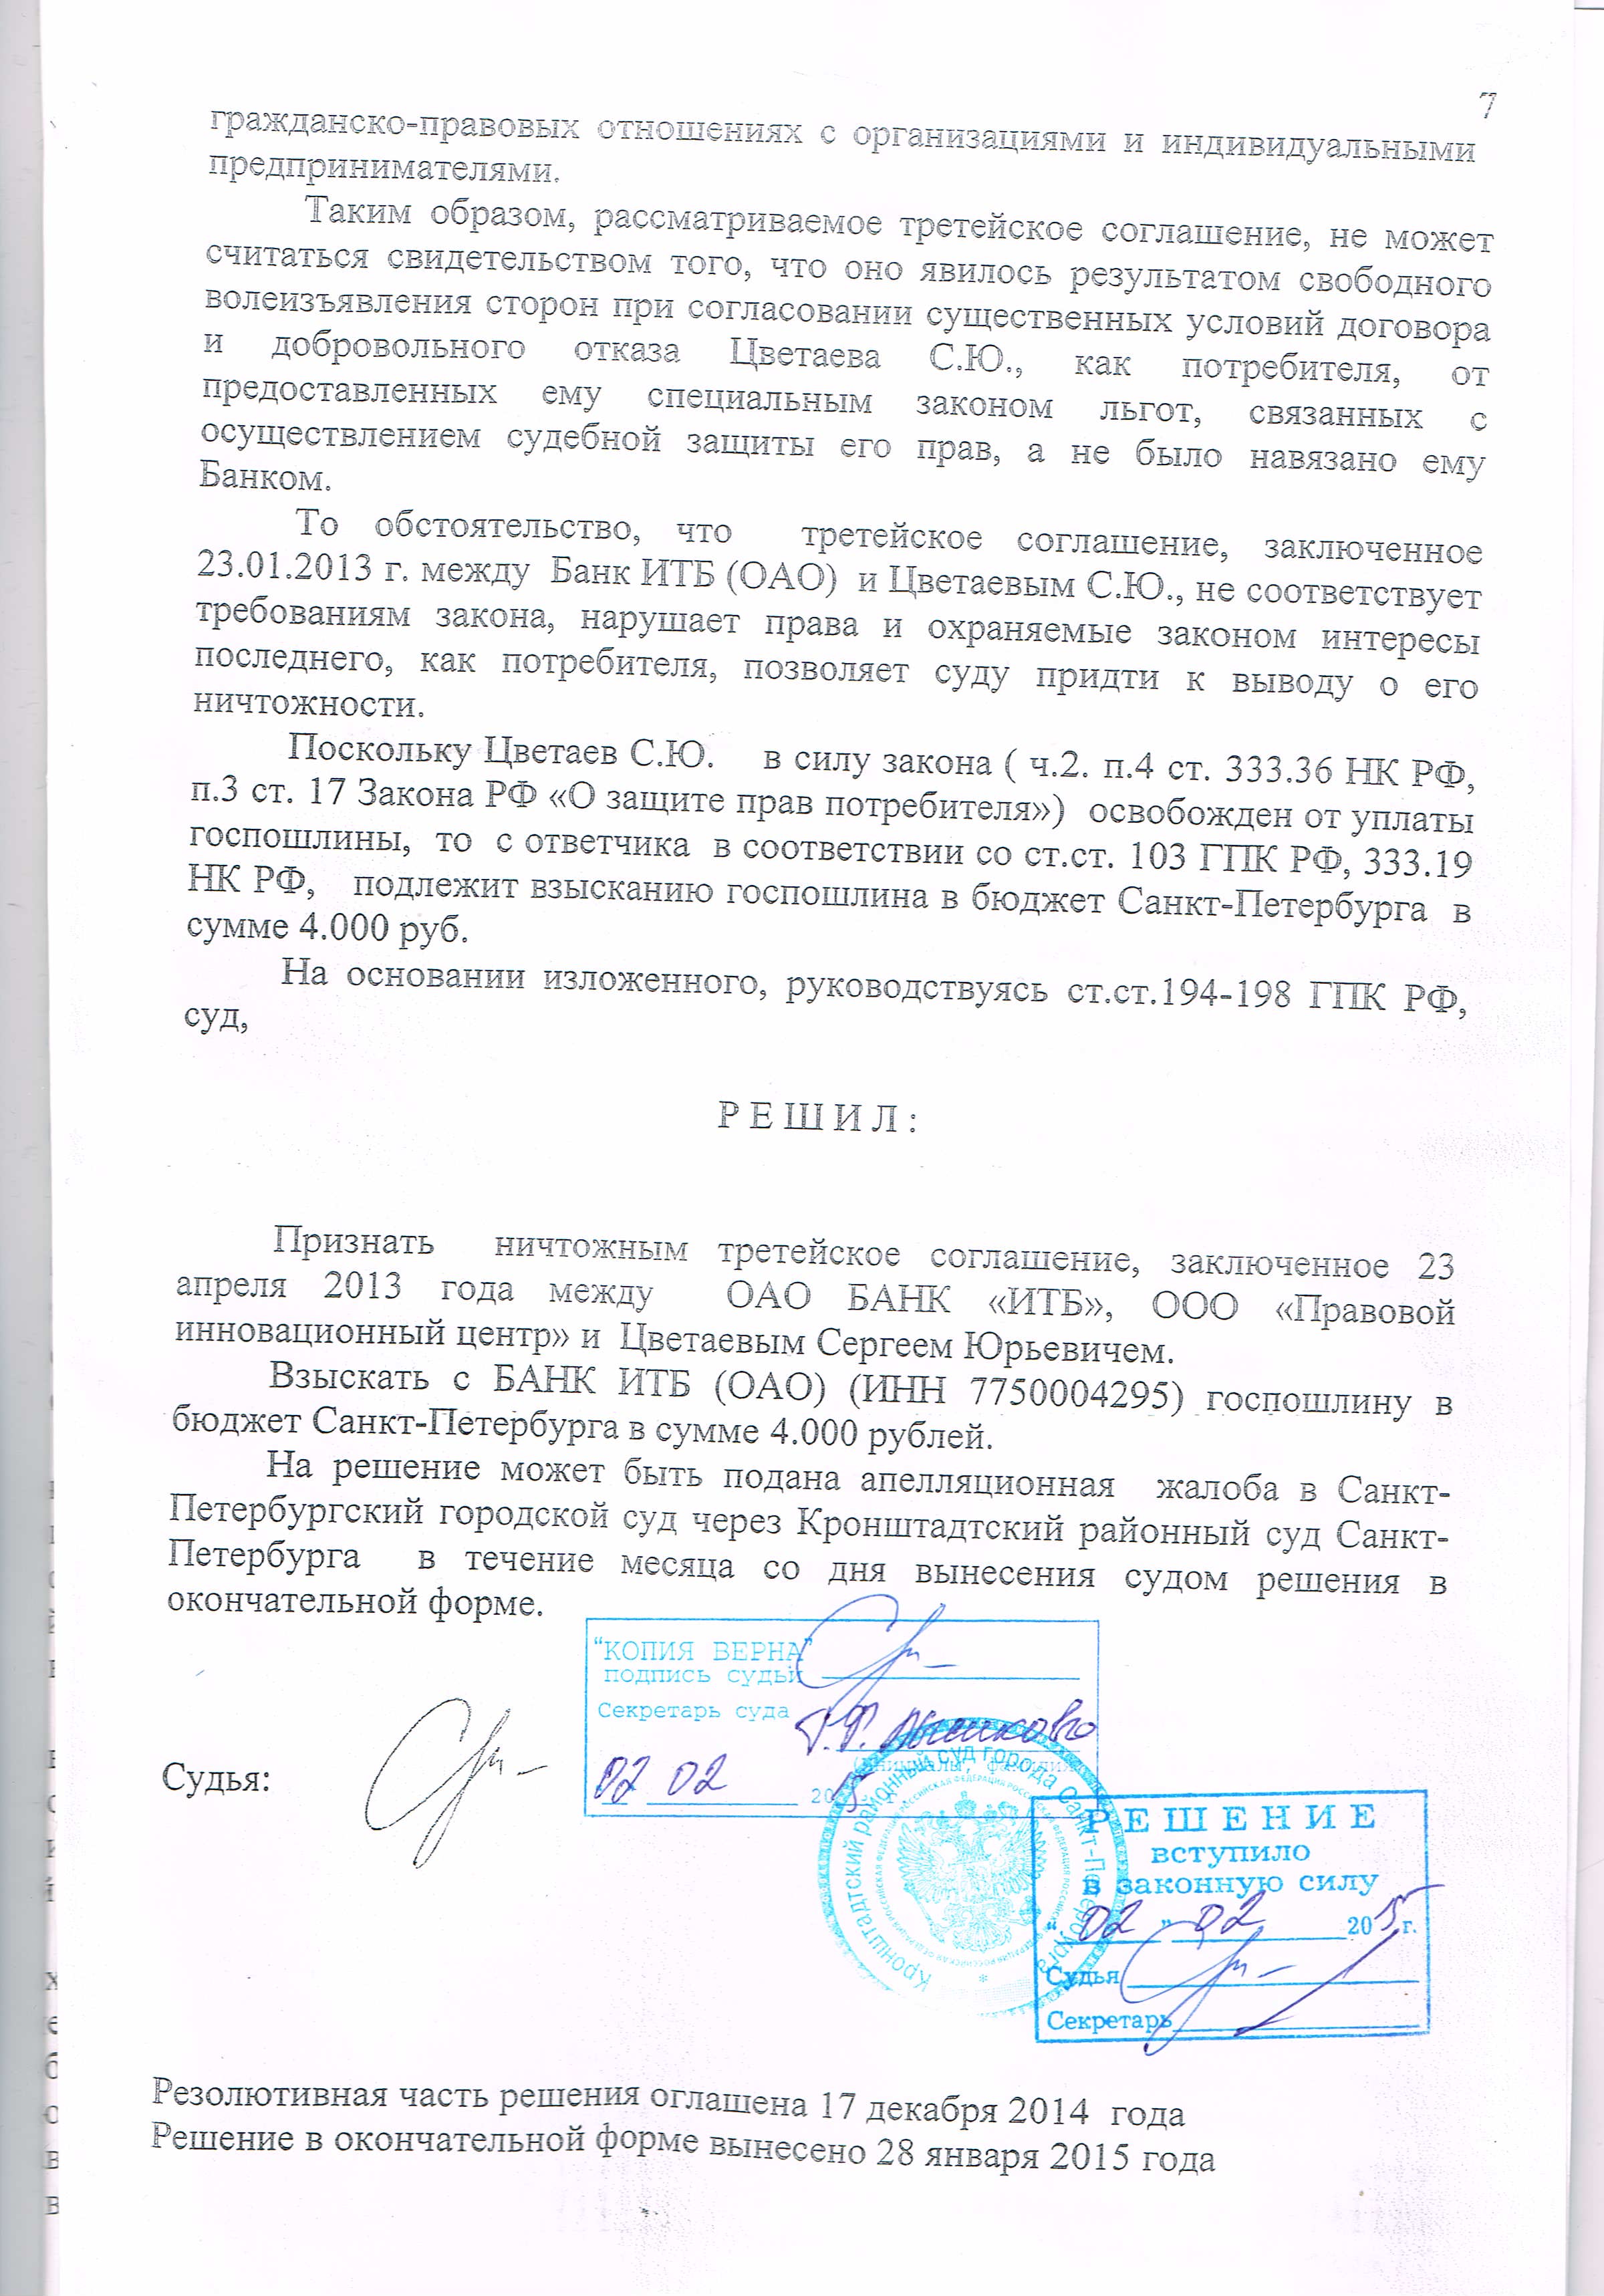 7
гражданско-правовых отношениях с организациями и индивидуальными
предпринимателями.
Таким образом, рассматриваемое третейское соглашение, не может
считаться свидетельством того, что оно явилось результатом свободного
волеизъявления сторон при согласовании существенных условий договора
и добровольного отказа Цветаева С.Ю., как потребителя, от
предоставленных ему специальным законом льгот, связанных с
осуществлением судебной защиты его прав, а не было навязано ему
Банком.
То обстоятельство, что третейское соглашение, заключенное
23.01.2013 г. между Банк ИТБ (ОАО) и Цветаевым С.Ю., не соответствует
требованиям закона, нарушает права и охраняемые законом интересы
последнего, как потребителя, позволяет суду придти к выводу о его
ничтожности.
Поскольку Цветаев С.Ю. в силу закона ( ч.2. п.4 ст. 333.36 НК РФ,
п.3 ст. 17 Закона РФ «О защите прав потребителя») освобожден от уплаты
госпошлины, то с ответчика в соответствии со ст.ст. 103 ГПК РФ, 333.19
НК РФ, подлежит взысканию госпошлина в бюджет Санкт-Петербурга в
сумме 4.000 руб.
На основании изложенного, руководствуясь ст.ст.194-198 ГПК РФ,
суд,
Р Е Ш И Л :
Признать ничтожным третейское соглашение, заключенное 23
апреля 2013 года между ОАО БАНК «ИТБ», ООО «Правовой
инновационный центр» и Цветаевым Сергеем Юрьевичем.
Взыскать с БАНК ИТБ (ОАО) (ИНН 7750004295) госпошлину в
бюджет Санкт-Петербурга в сумме 4.000 рублей.
На решение может быть подана апелляционная жалоба в Санкт-
Петербургский городской суд через Кронштадтский районный суд Санкт-
Петербурга в течение месяца со дня вынесения судом решения в
окончательной форме.
"КОПИЯ ВЕРНА"
подпись судьи
Секретарь суда
(инициалы, фамилия)
02 02 2015
Судья:
Кронштадтский районный суд города Санкт-Петербурга
РЕШЕНИЕ
вступило
в законную силу
"02" 02 2015 г.
Судья
Секретарь
Резолютивная часть решения оглашена 17 декабря 2014 года
Решение в окончательной форме вынесено 28 января 2015 года